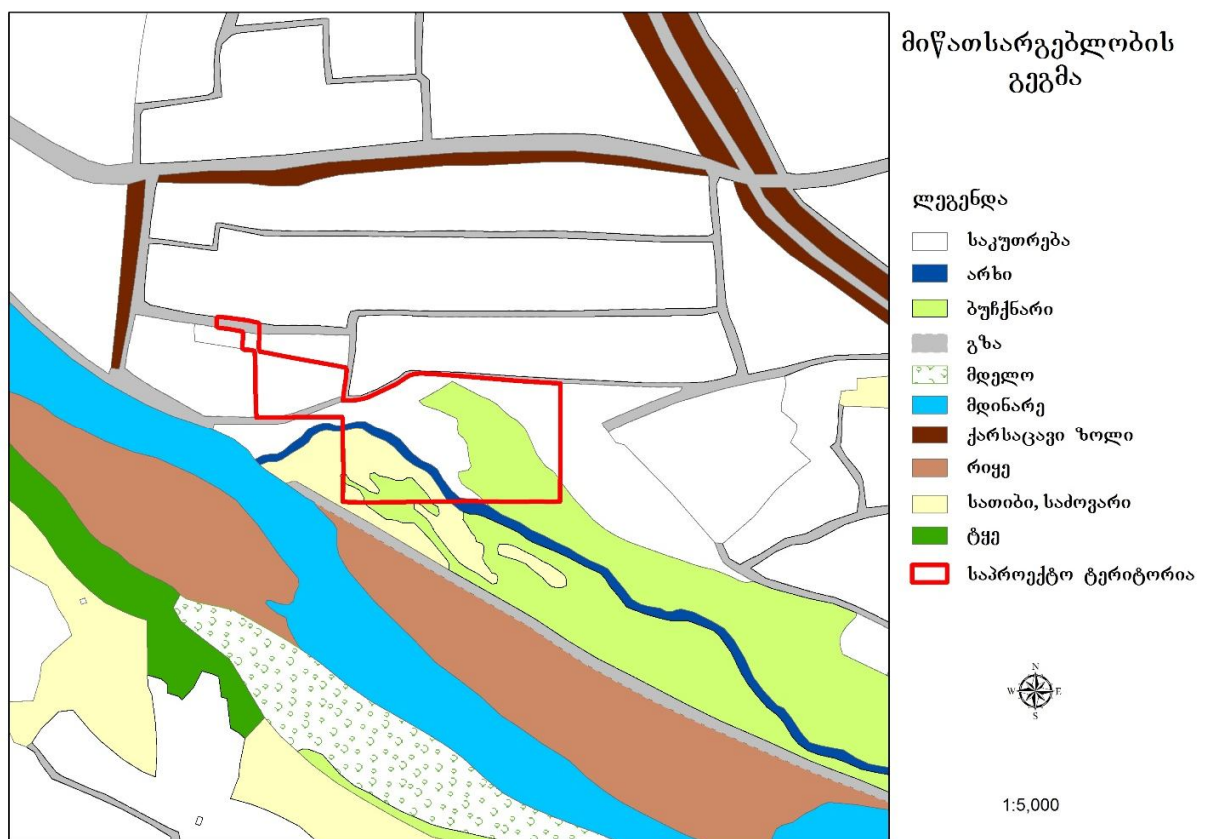 მიწათსარგებლობის
გეგმა
ლეგენდა
საკუთრება
არხი
ბუჩქნარი
გზა
მდელო
მდინარე
ქარსაცავი ზოლი
რიყე
სათიბი, საძოვარი
ტყე
საპროექტო ტერიტორია
N
W E
S
1:5,000